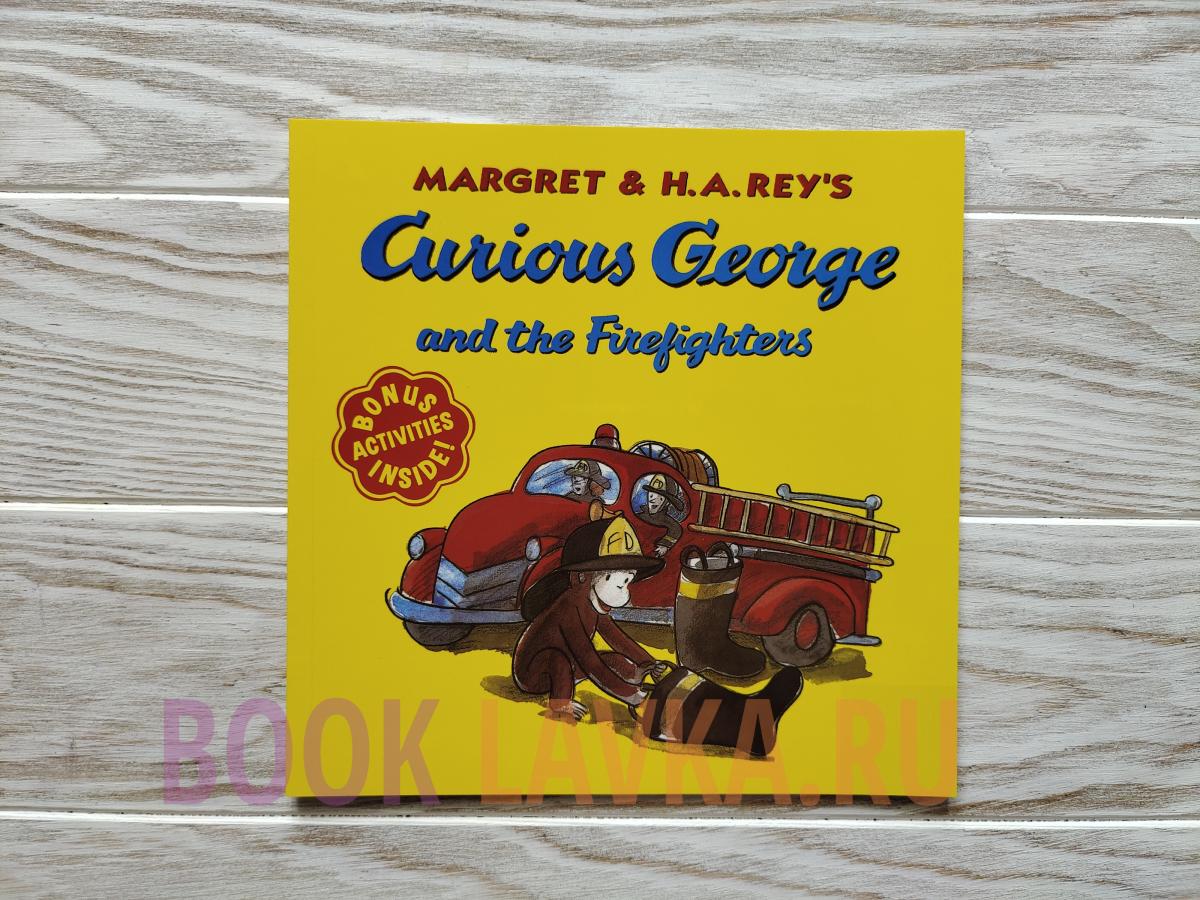 MARGRET & H.A.REY'S
Curious George
and the Firefighters
BONUS
ACTIVITIES
INSIDE!
FD
BOOK LAVKA.RU